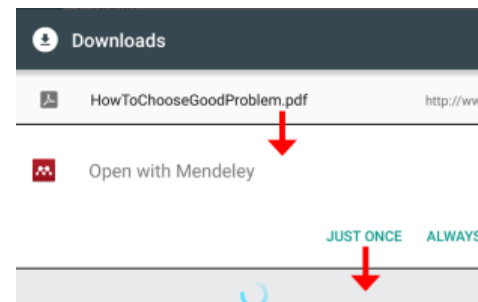 Downloads
HowToChooseGoodProblem.pdf http://ww
Open with Mendeley
JUST ONCE ALWAYS